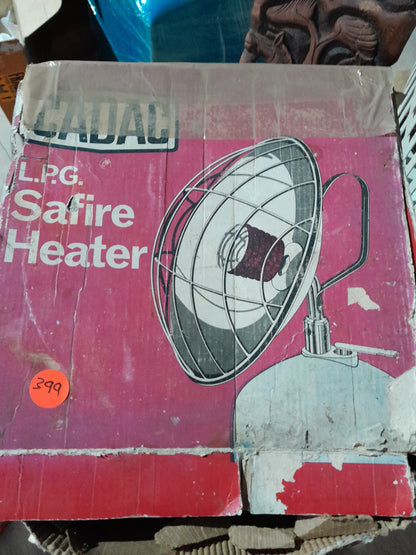 CADAC
L.P.G.
Safire
Heater
399